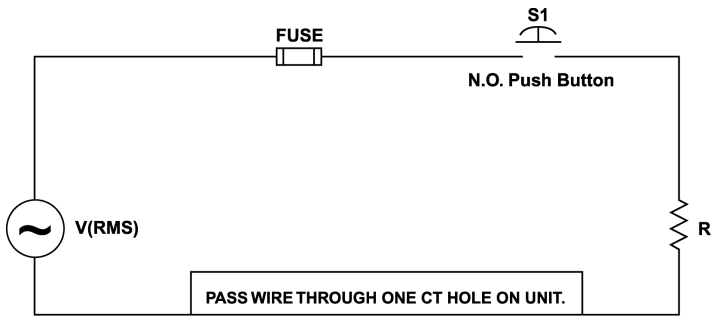 S1
FUSE
N.O. Push Button
V(RMS)
R
PASS WIRE THROUGH ONE CT HOLE ON UNIT.